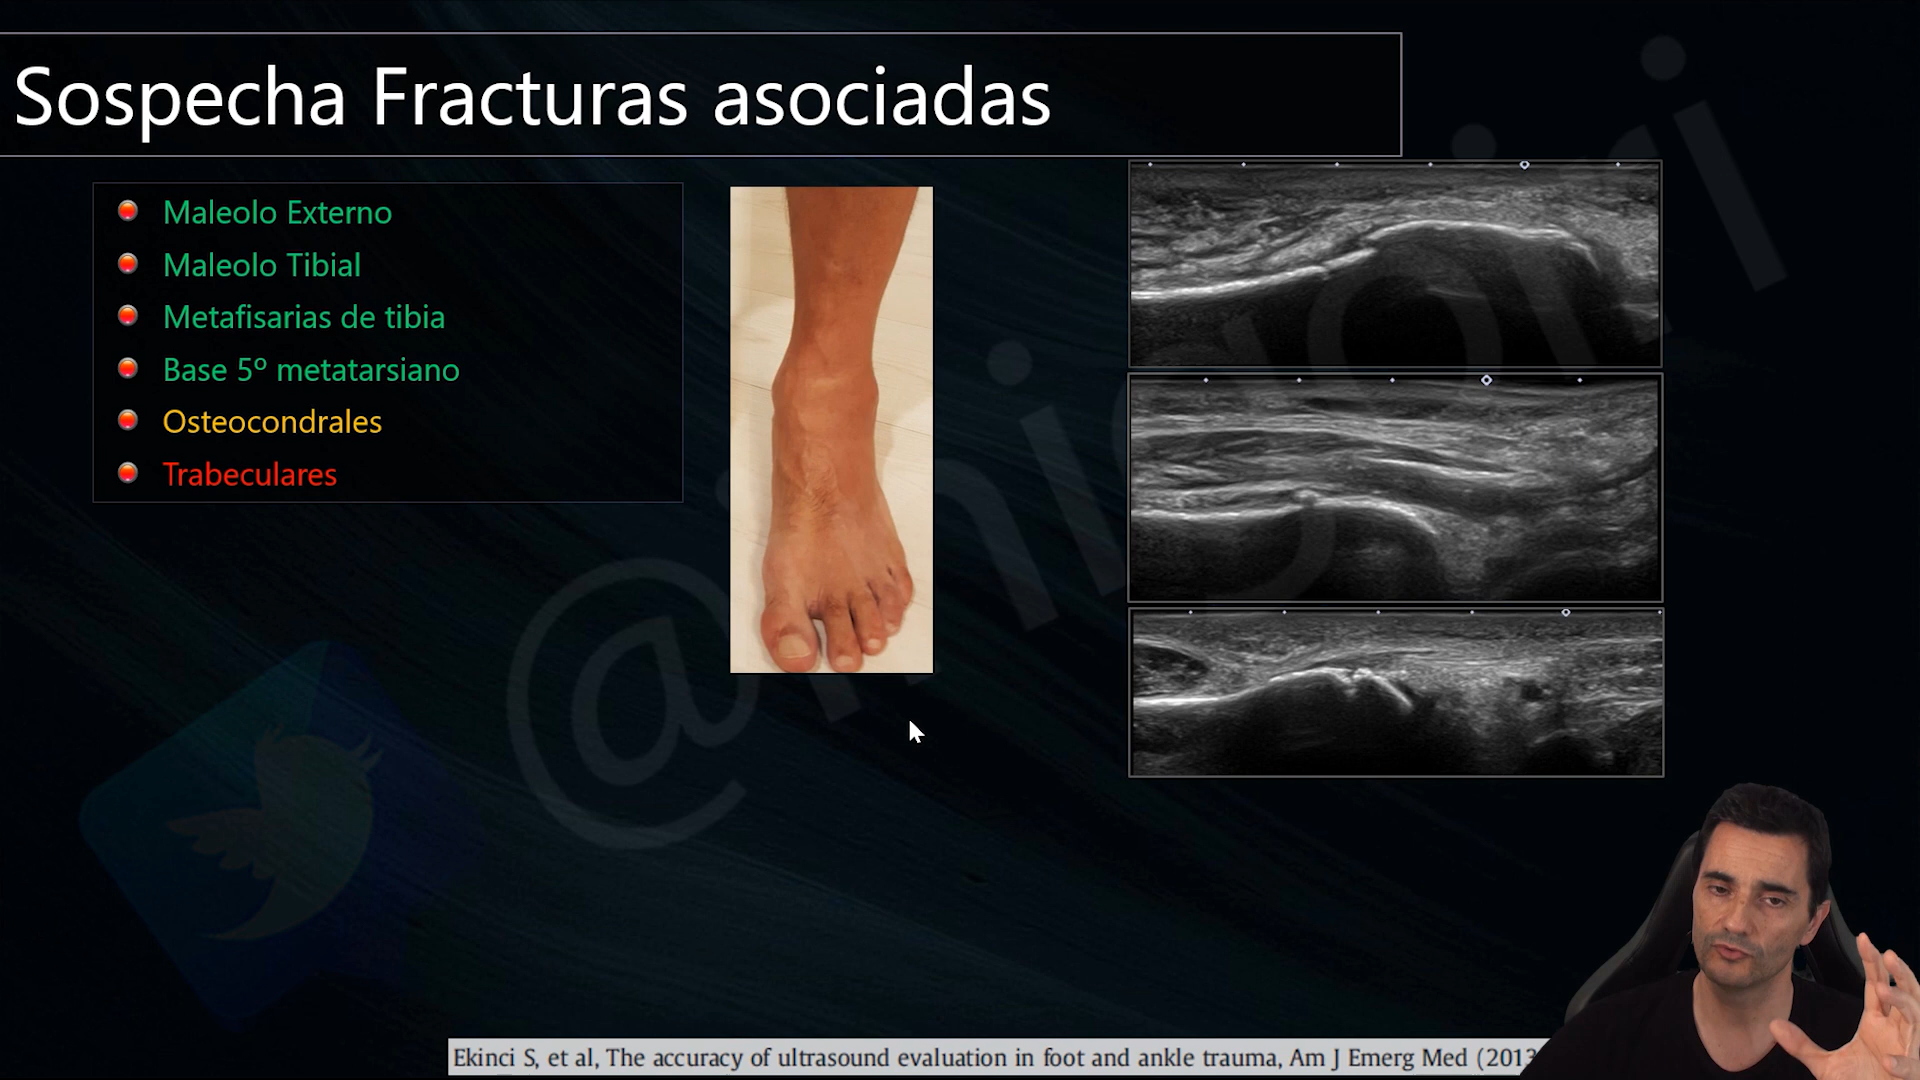 Sospecha Fracturas asociadas
Maleolo Externo
Maleolo Tibial
Metafisarias de tibia
Base 5º metatarsiano
Osteocondrales
Trabeculares
Ekinci S, et al, The accuracy of ultrasound evaluation in foot and ankle trauma, Am J Emerg Med (2013